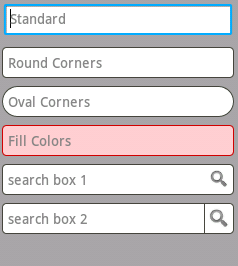 Standard
Round Corners
Oval Corners
Fill Colors
search box 1
search box 2